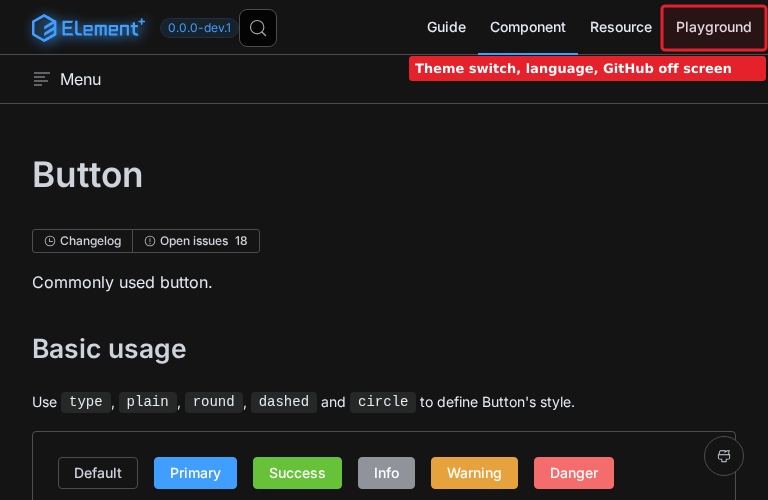 Element+ 0.0.0-dev.1 Guide Component Resource Playground
Theme switch, language, GitHub off screen
Menu
Button
Changelog Open issues 18
Commonly used button.
Basic usage
Use type, plain, round, dashed and circle to define Button's style.
Default Primary Success Info Warning Danger